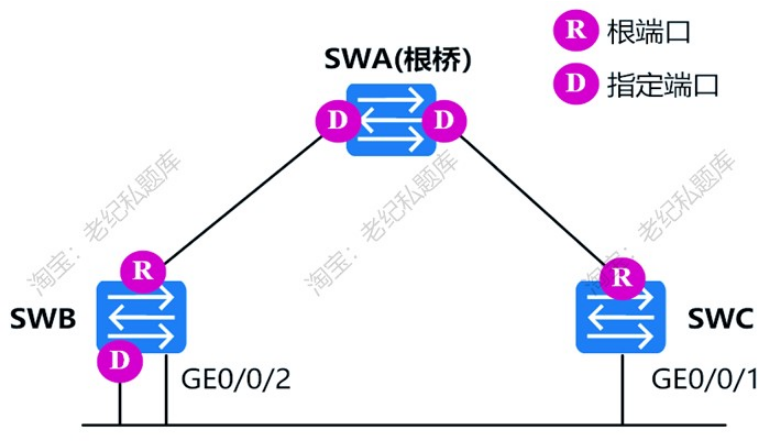 R 根端口
SWA(根桥)
D 指定端口
D D
淘宝：老纪私题库
淘宝：老纪私题库
淘宝：老纪私题库
R
R
SWB
SWC
D
GE0/0/2
GE0/0/1